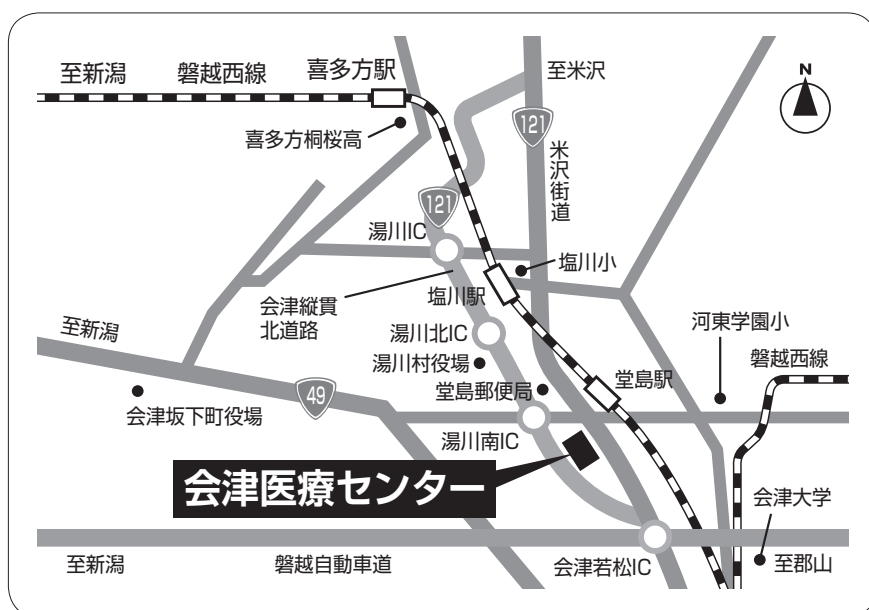 至新潟
磐越西線
喜多方駅
至米沢
N
喜多方桐桜高
121
米沢街道
121
湯川IC
塩川小
会津縦貫
北道路
塩川駅
至新潟
湯川北IC
河東学園小
湯川村役場
堂島駅
磐越西線
49
堂島郵便局
会津坂下町役場
湯川南IC
会津医療センター
会津大学
至新潟
磐越自動車道
会津若松IC
至郡山